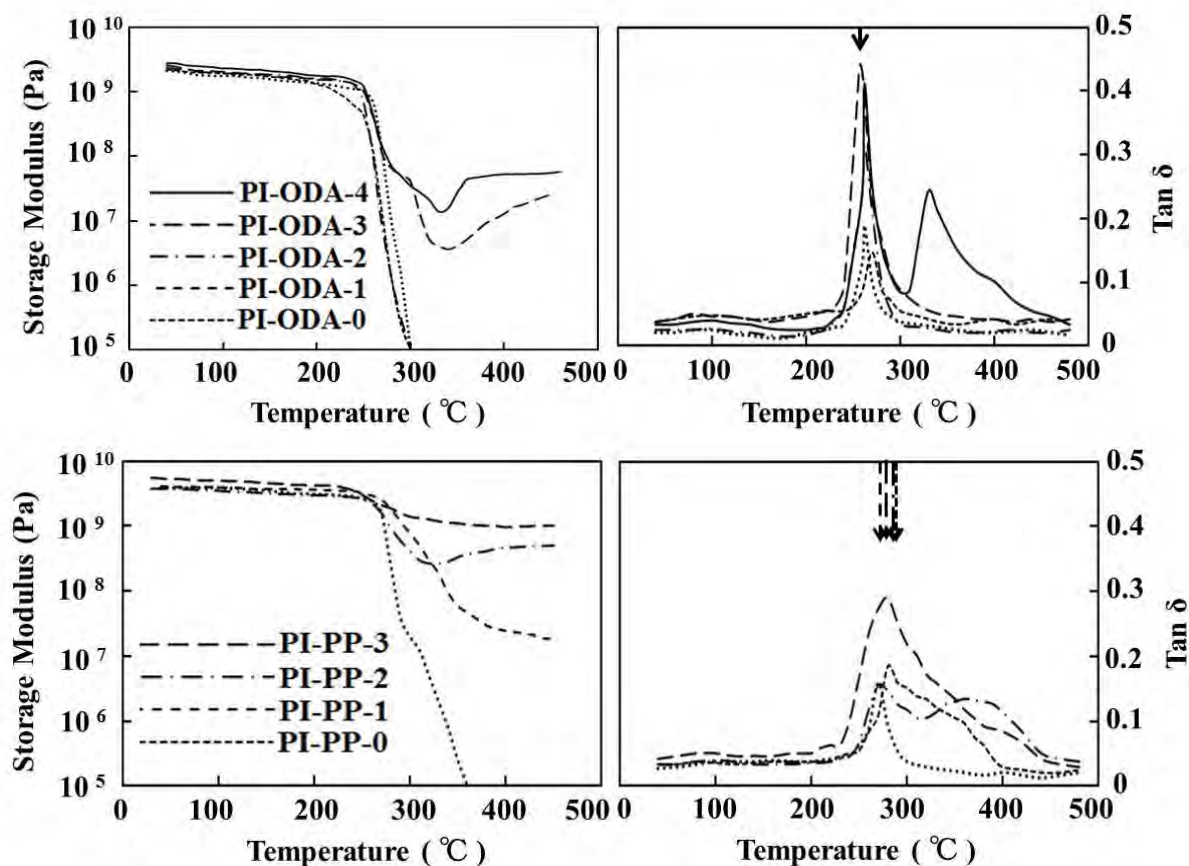 10 10
10 9
10 8
10 7
10 6
10 5
Storage Modulus (Pa)
PI-ODA-4
PI-ODA-3
PI-ODA-2
PI-ODA-1
PI-ODA-0
0 100 200 300 400 500
Temperature ( ℃ )
0.5
0.4
0.3
0.2
0.1
0
Tan δ
0 100 200 300 400 500
Temperature ( ℃ )
10 10
10 9
10 8
10 7
10 6
10 5
Storage Modulus (Pa)
PI-PP-3
PI-PP-2
PI-PP-1
PI-PP-0
0 100 200 300 400 500
Temperature ( ℃ )
0.5
0.4
0.3
0.2
0.1
0
Tan δ
0 100 200 300 400 500
Temperature ( ℃ )